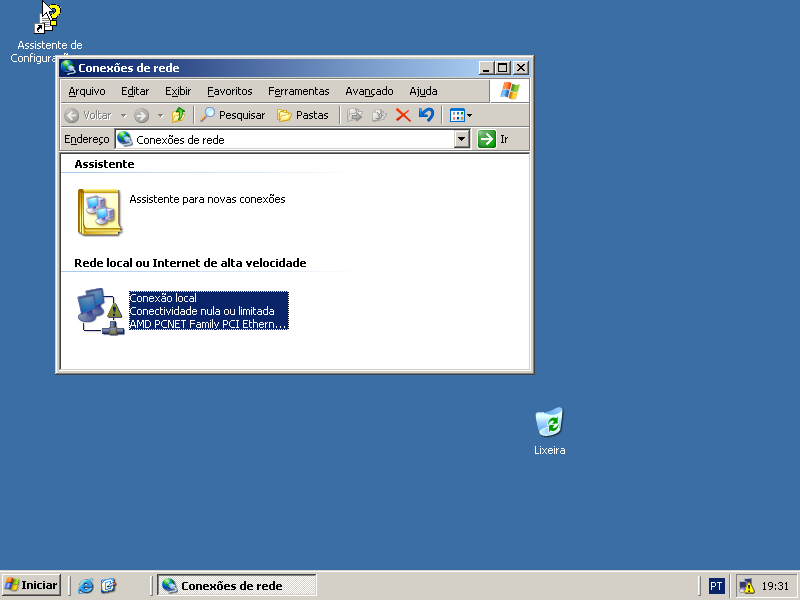 Assistente de
Conexões de rede
Arquivo Editar Exibir Favoritos Ferramentas Avançado Ajuda
Voltar Pesquisar Pastas
Endereço Conexões de rede Ir
Assistente
Assistente para novas conexões
Rede local ou Internet de alta velocidade
Conexão local
Conectividade nula ou limitada
AMD PCNET Family PCI Ethern...
Lixeira
Iniciar Conexões de rede PT 19:31